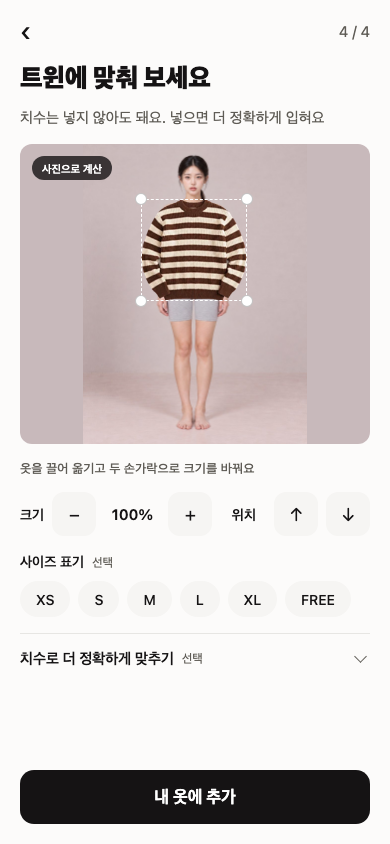 4 / 4
트윈에 맞춰 보세요
치수는 넣지 않아도 돼요. 넣으면 더 정확하게 입혀요
사진으로 계산
옷을 끌어 옮기고 두 손가락으로 크기를 바꿔요
크기 − 100% + 위치 ↑ ↓
사이즈 표기 선택
XS S M L XL FREE
치수로 더 정확하게 맞추기 선택
내 옷에 추가